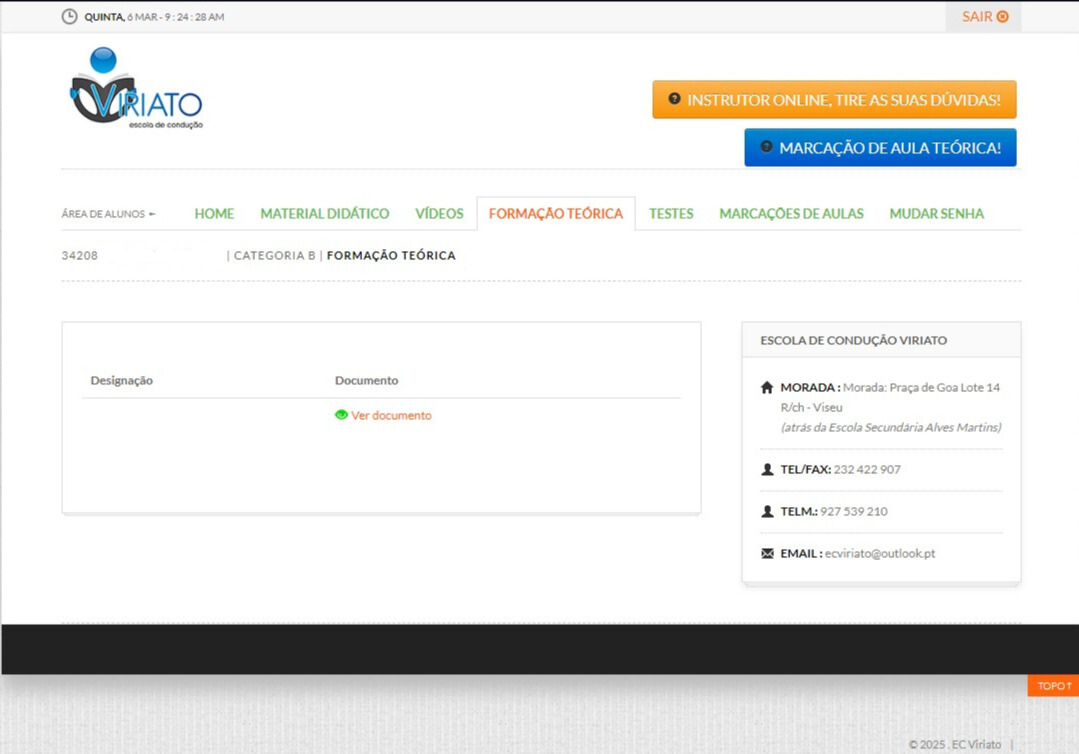 QUINTA, 6 MAR - 9 : 24 : 28 AM
SAIR
VIRIATO
escola de condução
INSTRUTOR ONLINE, TIRE AS SUAS DÚVIDAS!
MARCAÇÃO DE AULA TEÓRICA!
ÁREA DE ALUNOS
HOME
MATERIAL DIDÁTICO
VÍDEOS
FORMAÇÃO TEÓRICA
TESTES
MARCAÇÕES DE AULAS
MUDAR SENHA
34208 | CATEGORIA B | FORMAÇÃO TEÓRICA
Designação
Documento
Ver documento
ESCOLA DE CONDUÇÃO VIRIATO
MORADA : Morada: Praça de Goa Lote 14
R/ch - Viseu
(atrás da Escola Secundária Alves Martins)
TEL/FAX: 232 422 907
TELM.: 927 539 210
EMAIL : ecviriato@outlook.pt
TOPO↑
© 2025 . EC Viriato |